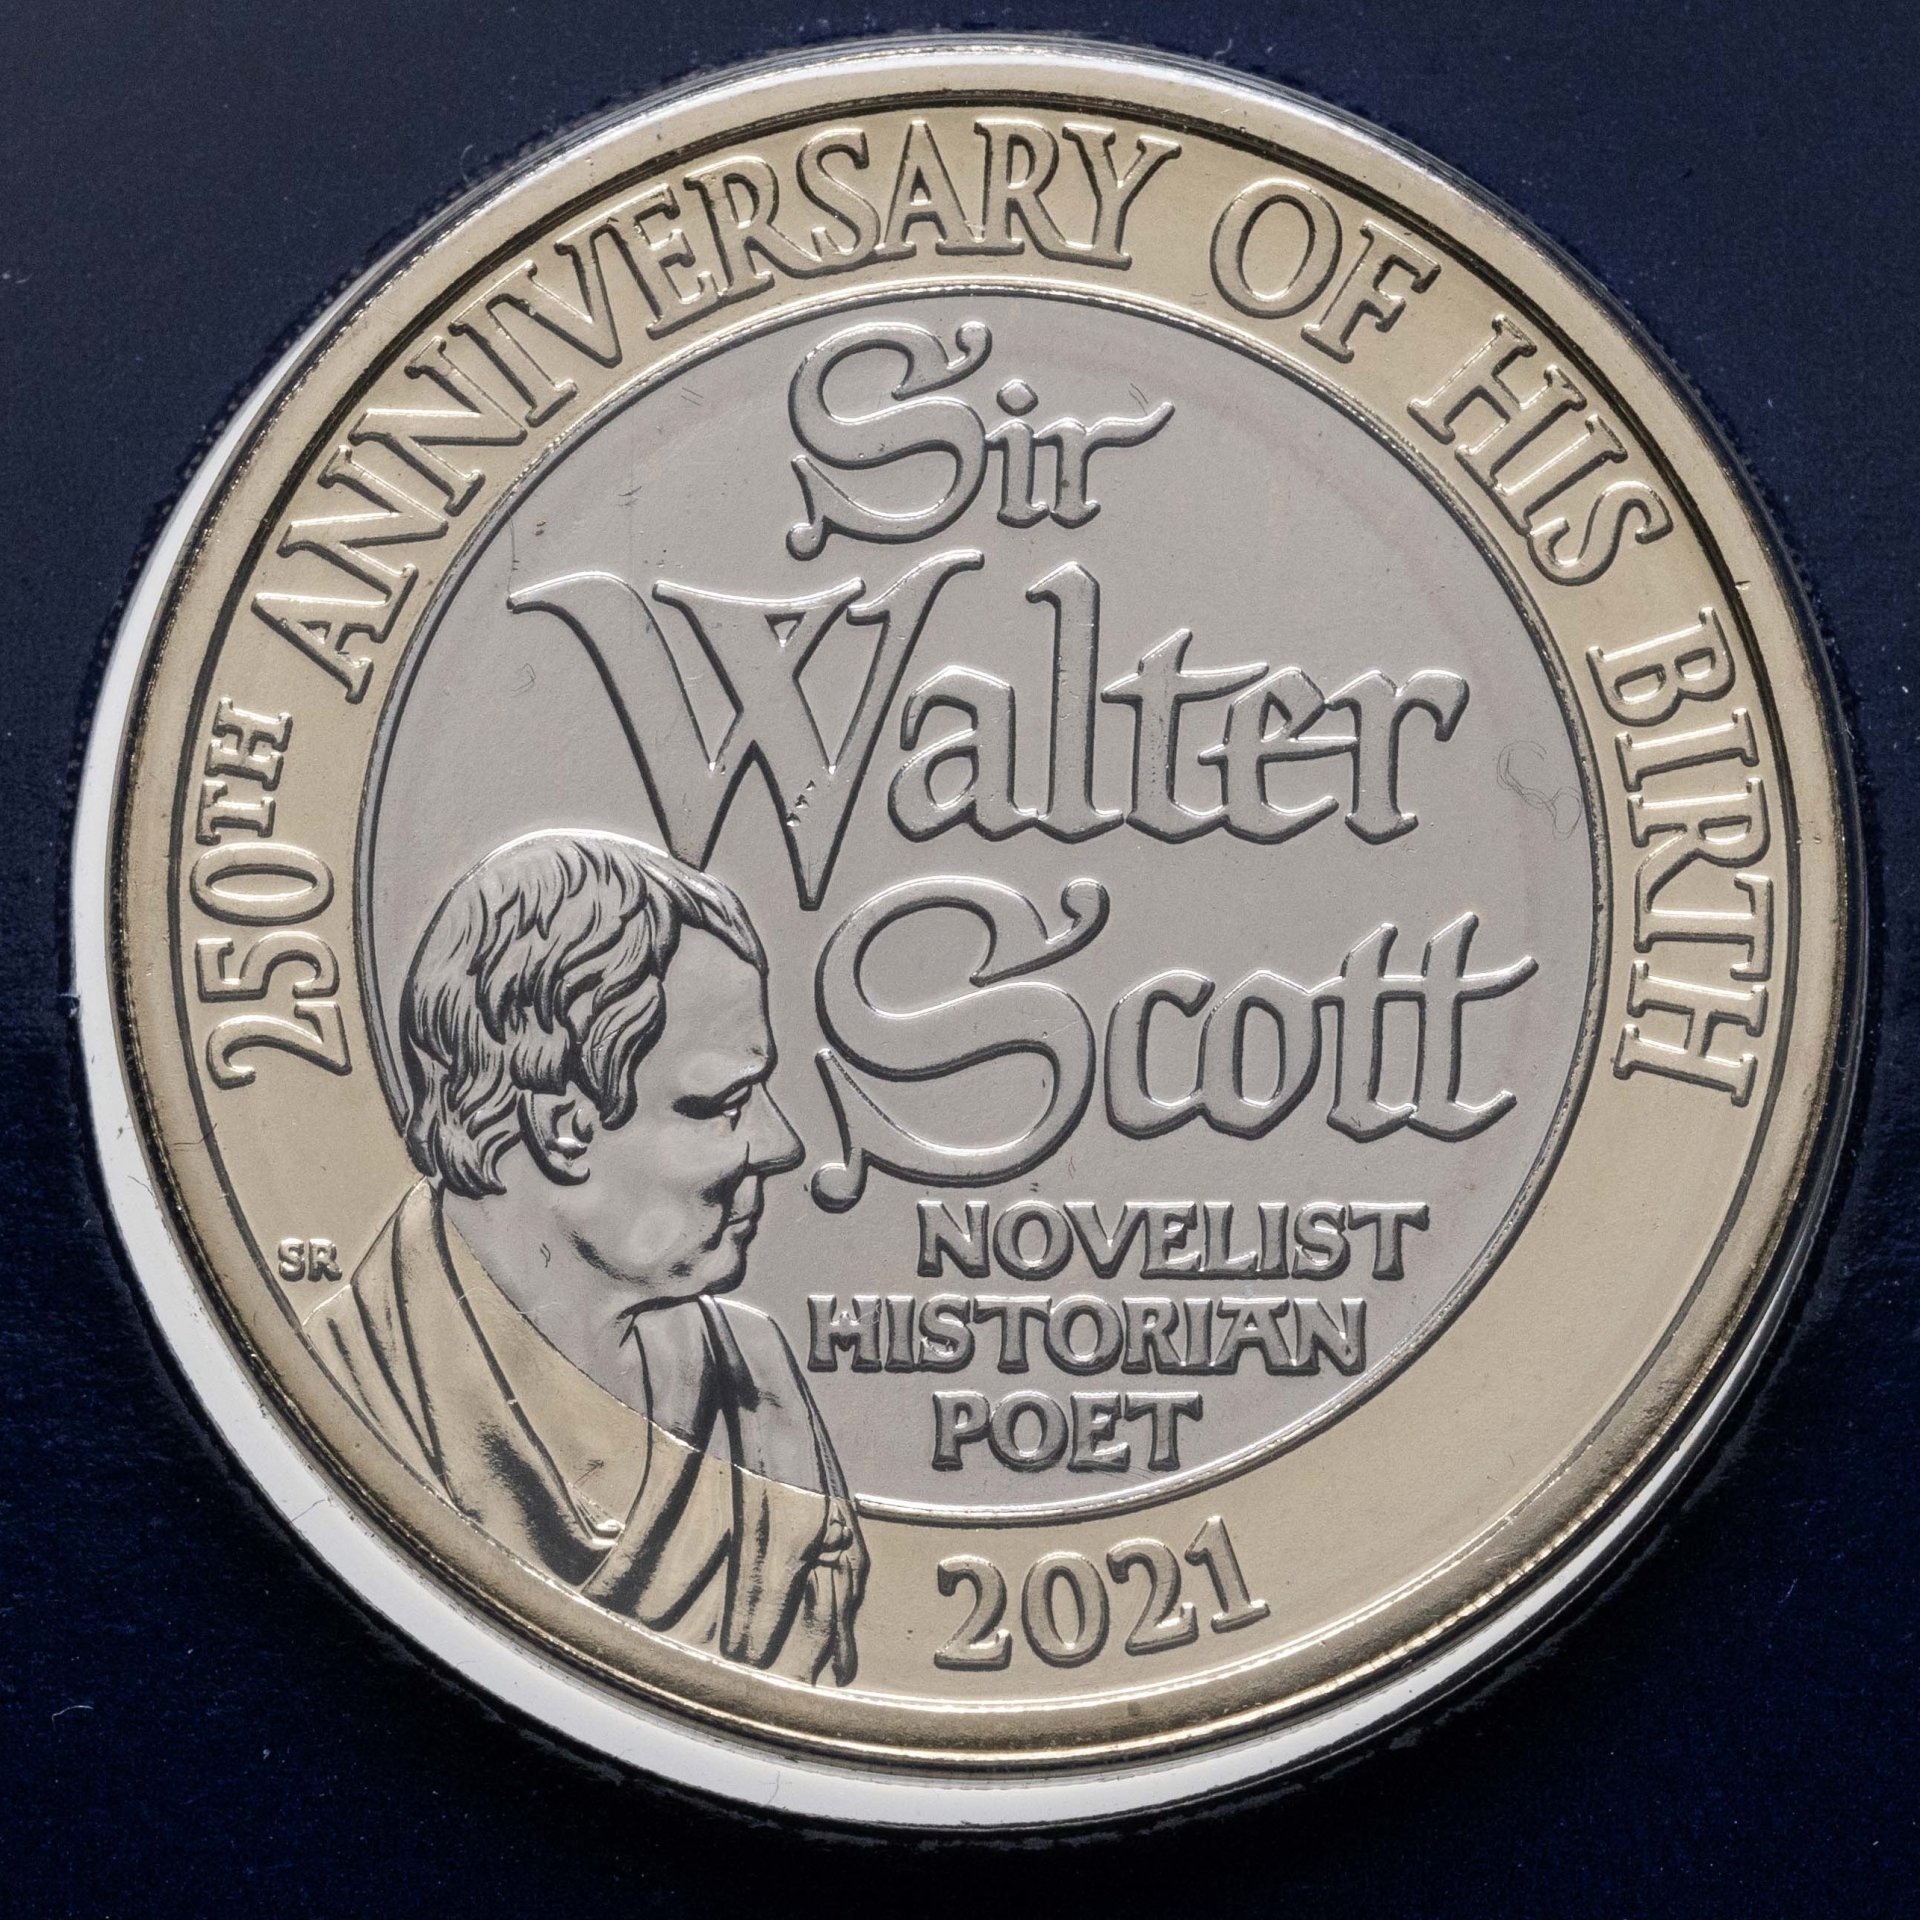 250TH ANNIVERSARY OF HIS BIRTH
Sir
Walter
Scott
NOVELIST
HISTORIAN
POET
SR
2021